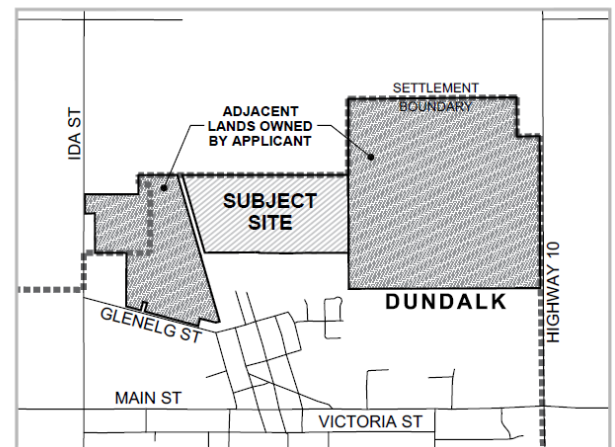 SETTLEMENT
BOUNDARY
ADJACENT
LANDS OWNED
BY APPLICANT
IDA ST
SUBJECT
SITE
HIGHWAY 10
DUNDALK
GLENELG ST
MAIN ST
VICTORIA ST